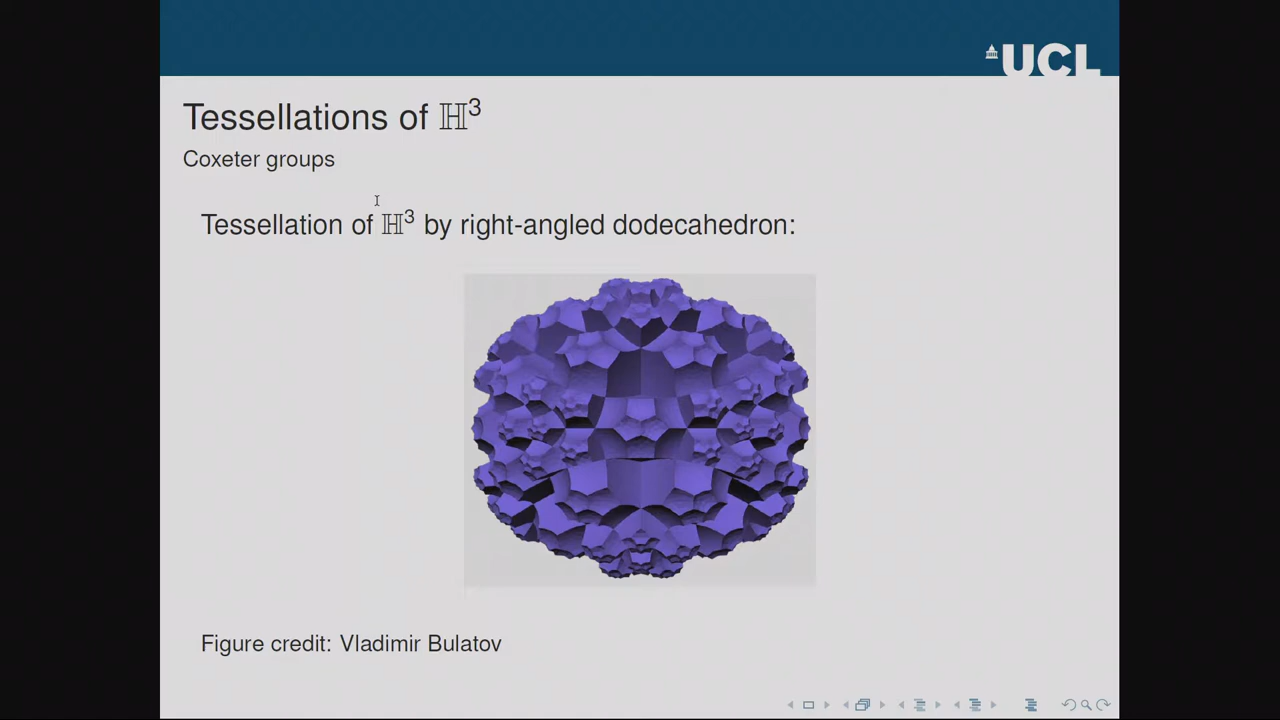 UCL
Tessellations of ℍ³
Coxeter groups
Tessellation of ℍ³ by right-angled dodecahedron:
Figure credit: Vladimir Bulatov